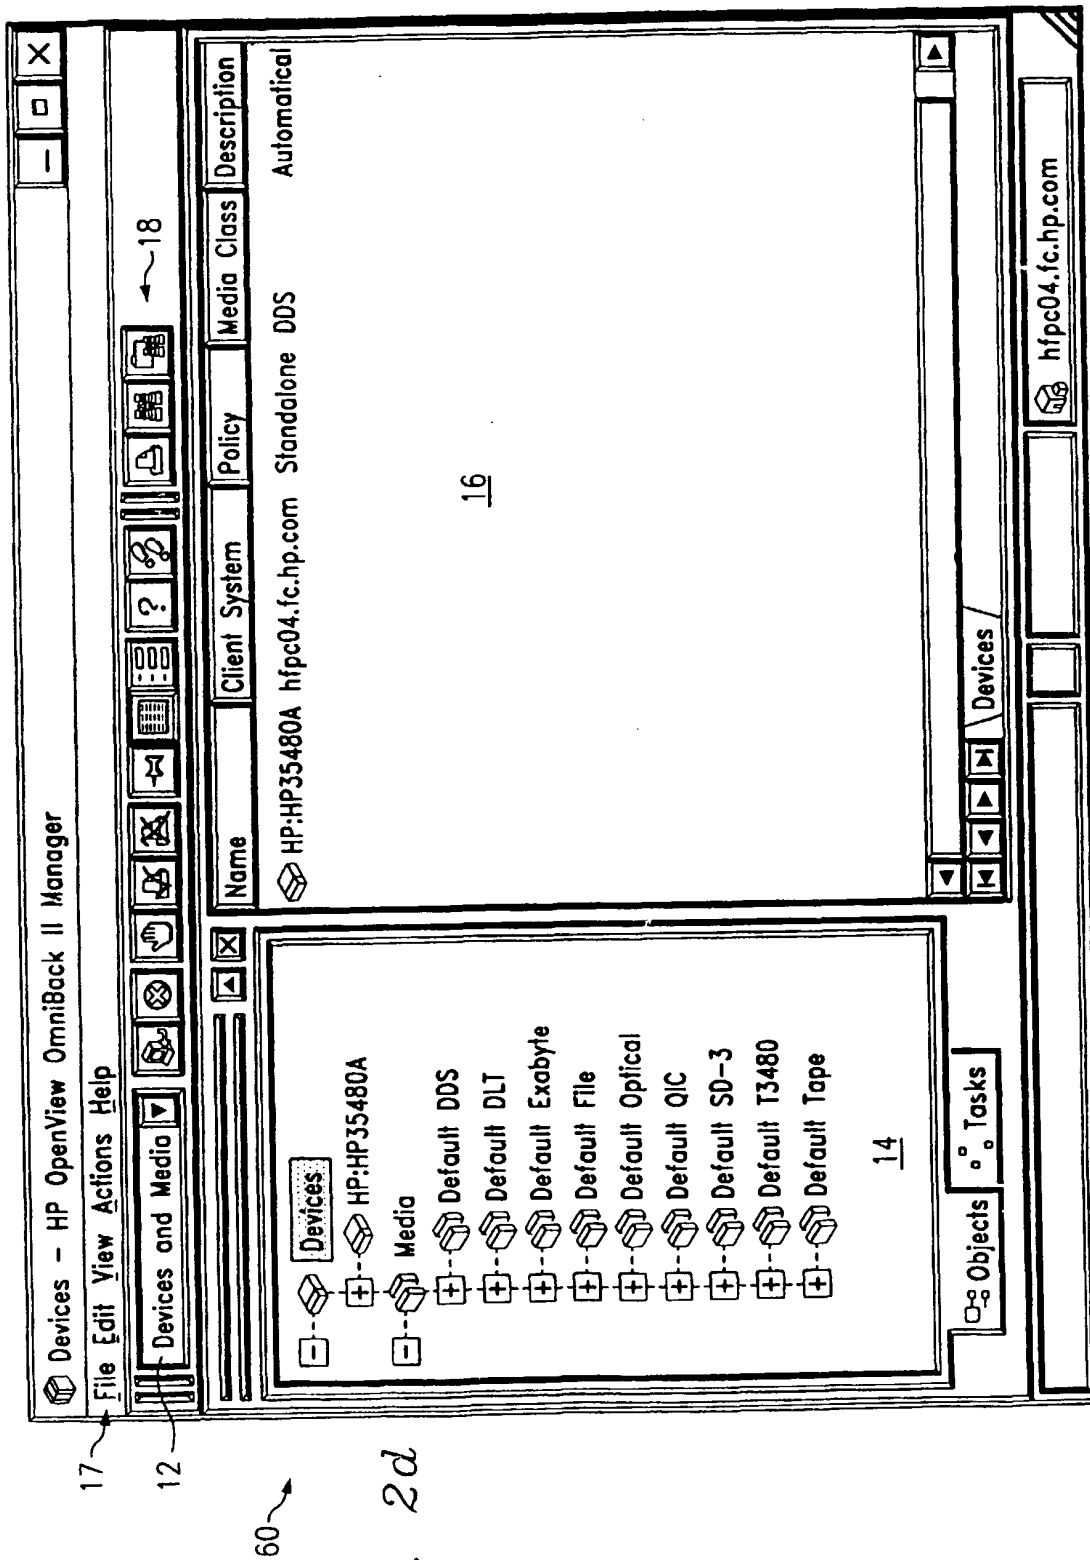 Devices – HP OpenView OmniBack II Manager
File Edit View Actions Help
Devices and Media
?
Name Client System Policy Media Class Description
HP:HP35480A hfpc04.fc.hp.com Standalone DDS Automatical
Devices
HP:HP35480A
Media
Default DDS
Default DLT
Default Exabyte
Default File
Default Optical
Default QIC
Default SD-3
Default T3480
Default Tape
14
16
Objects Tasks
Devices
hfpc04.fc.hp.com
17
12
18
60
2d